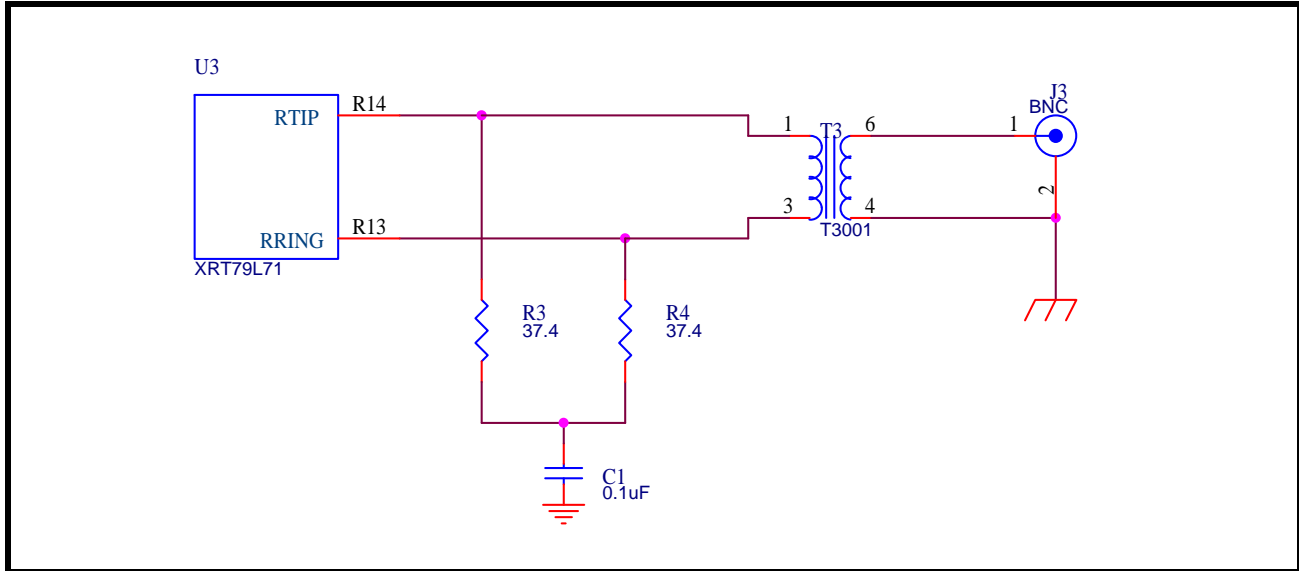 U3
RTIP
R14
RRING
R13
XRT79L71
1
T3
6
3
4
T3001
J3
BNC
1
2
R3
37.4
R4
37.4
C1
0.1uF